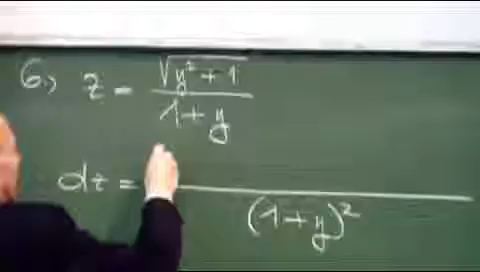 6) z = √(y² + 1) / (1 + y)
dz = / (1 + y)²